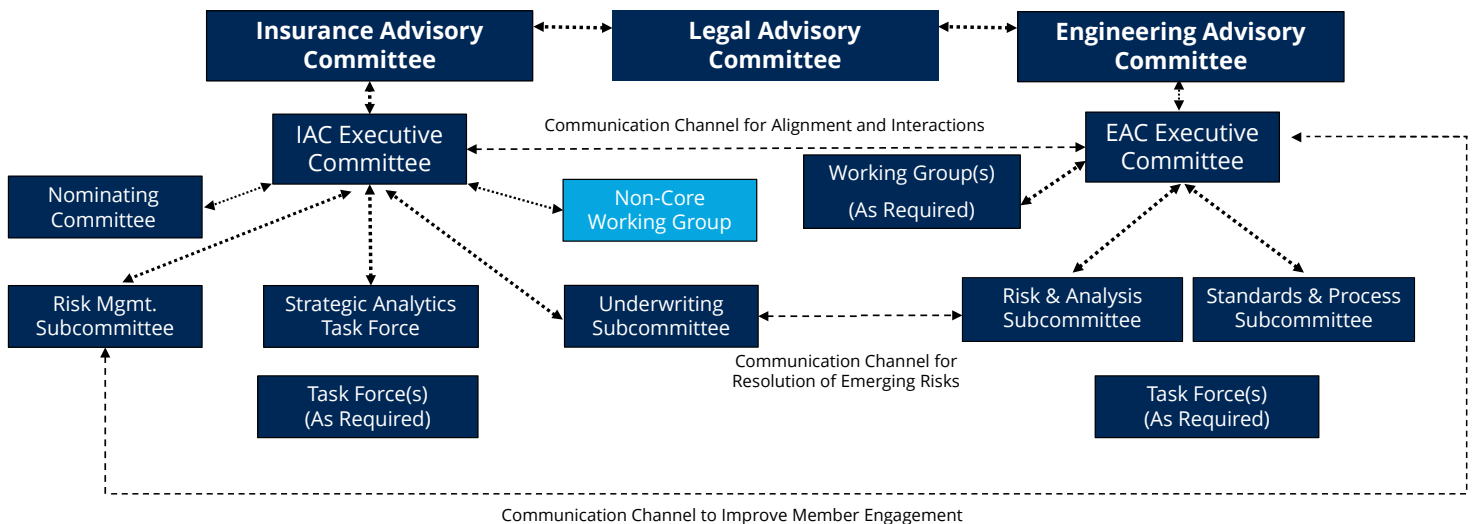 Insurance Advisory
Committee
Legal Advisory
Committee
Engineering Advisory
Committee
IAC Executive
Committee
Communication Channel for Alignment and Interactions
EAC Executive
Committee
Nominating
Committee
Non-Core
Working Group
Working Group(s)
(As Required)
Risk Mgmt.
Subcommittee
Strategic Analytics
Task Force
Underwriting
Subcommittee
Risk & Analysis
Subcommittee
Standards & Process
Subcommittee
Communication Channel for
Resolution of Emerging Risks
Task Force(s)
(As Required)
Task Force(s)
(As Required)
Communication Channel to Improve Member Engagement